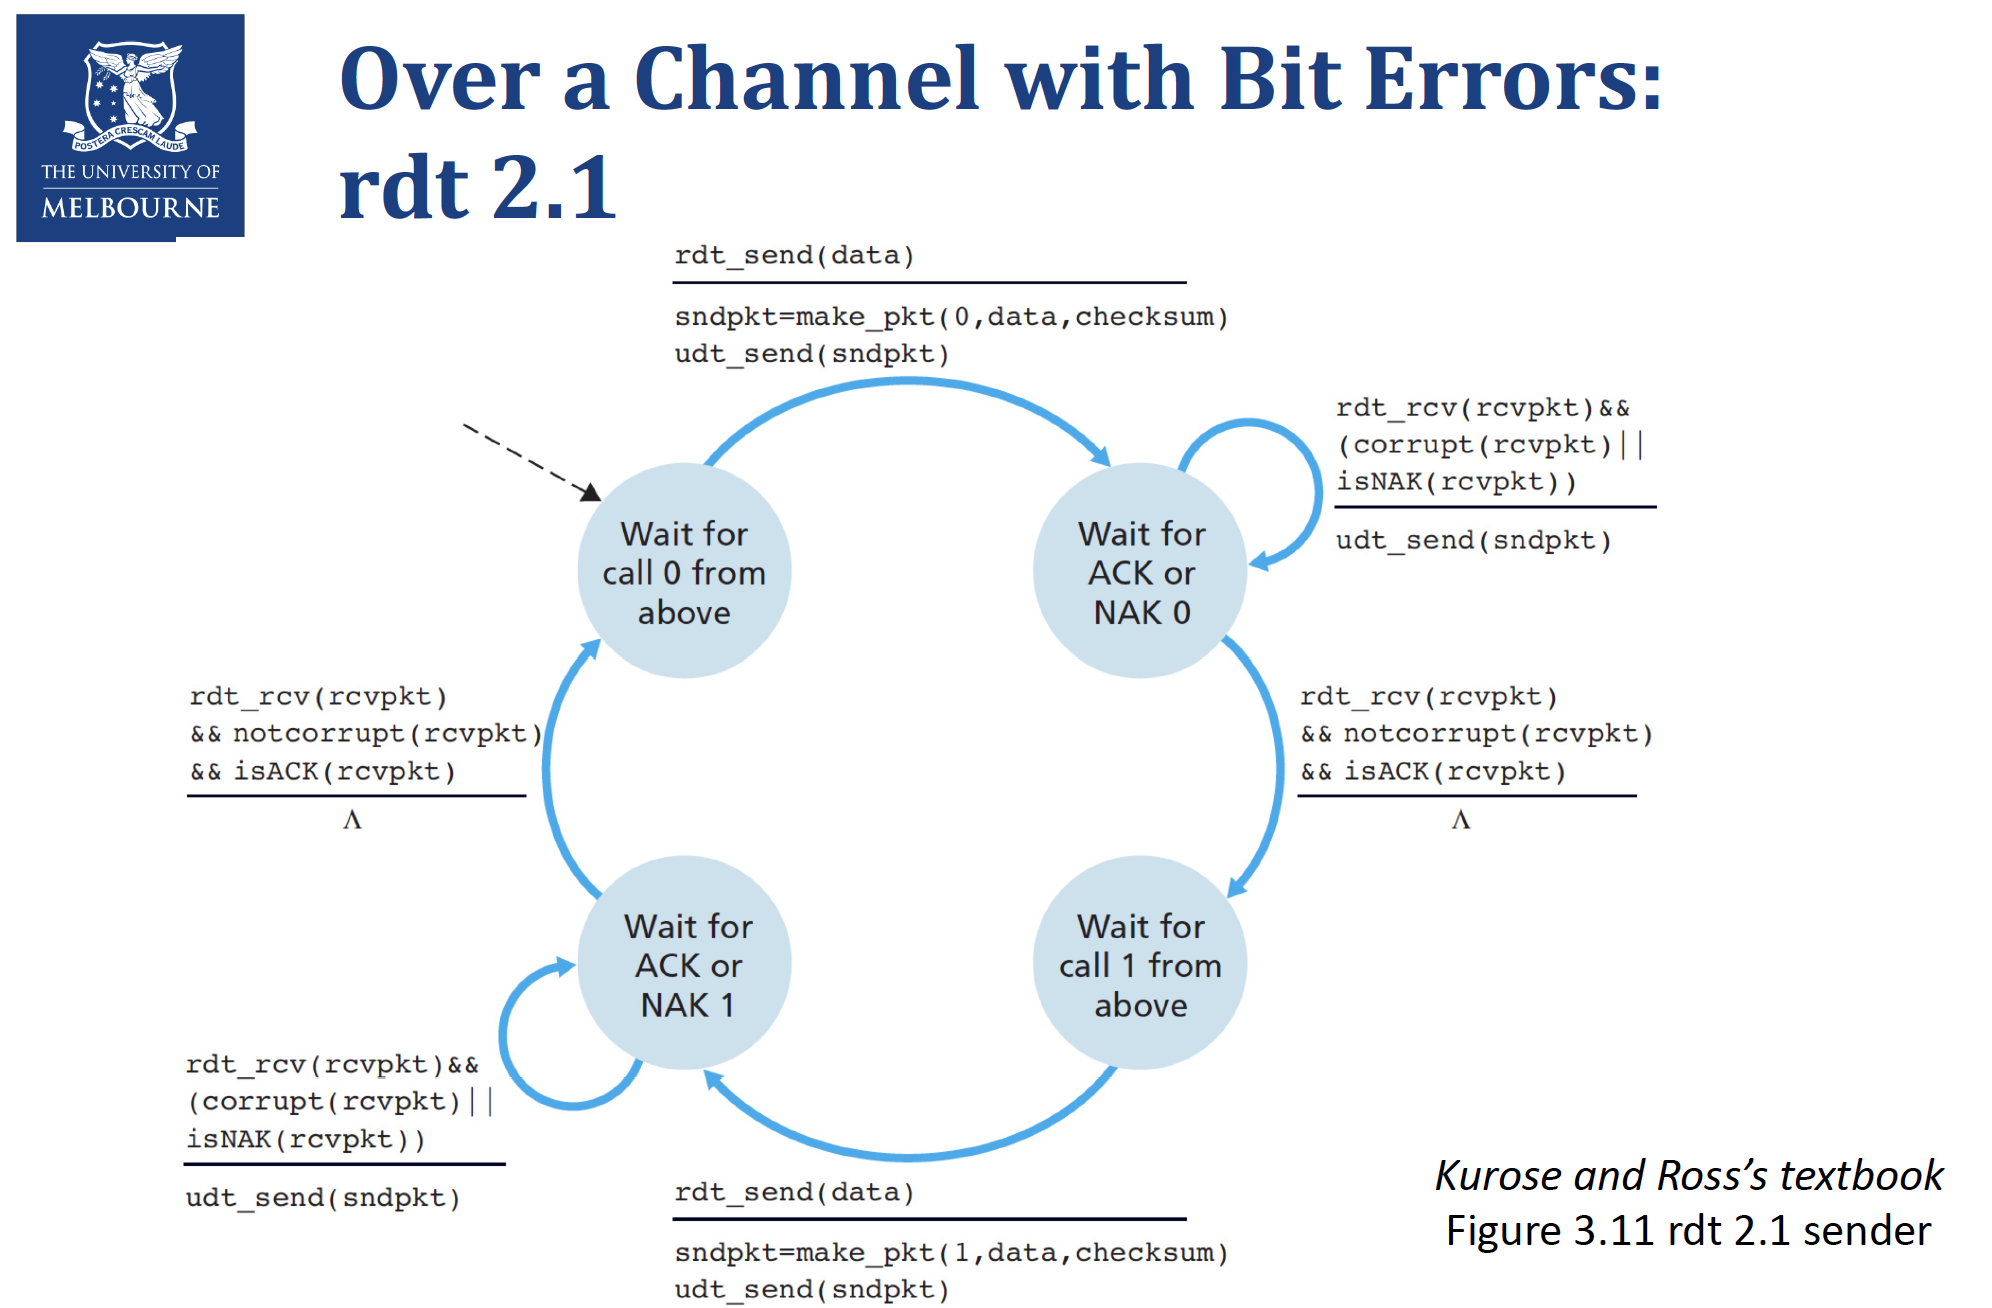 POSTERA CRESCAM LAUDE
THE UNIVERSITY OF
MELBOURNE
Over a Channel with Bit Errors:
rdt 2.1
rdt_send(data)
sndpkt=make_pkt(0,data,checksum)
udt_send(sndpkt)
rdt_rcv(rcvpkt)&&
(corrupt(rcvpkt)||
isNAK(rcvpkt))
udt_send(sndpkt)
Wait for
call 0 from
above
Wait for
ACK or
NAK 0
rdt_rcv(rcvpkt)
&& notcorrupt(rcvpkt)
&& isACK(rcvpkt)
Λ
rdt_rcv(rcvpkt)
&& notcorrupt(rcvpkt)
&& isACK(rcvpkt)
Λ
Wait for
ACK or
NAK 1
Wait for
call 1 from
above
rdt_rcv(rcvpkt)&&
(corrupt(rcvpkt)||
isNAK(rcvpkt))
udt_send(sndpkt)
rdt_send(data)
sndpkt=make_pkt(1,data,checksum)
udt_send(sndpkt)
Kurose and Ross’s textbook
Figure 3.11 rdt 2.1 sender